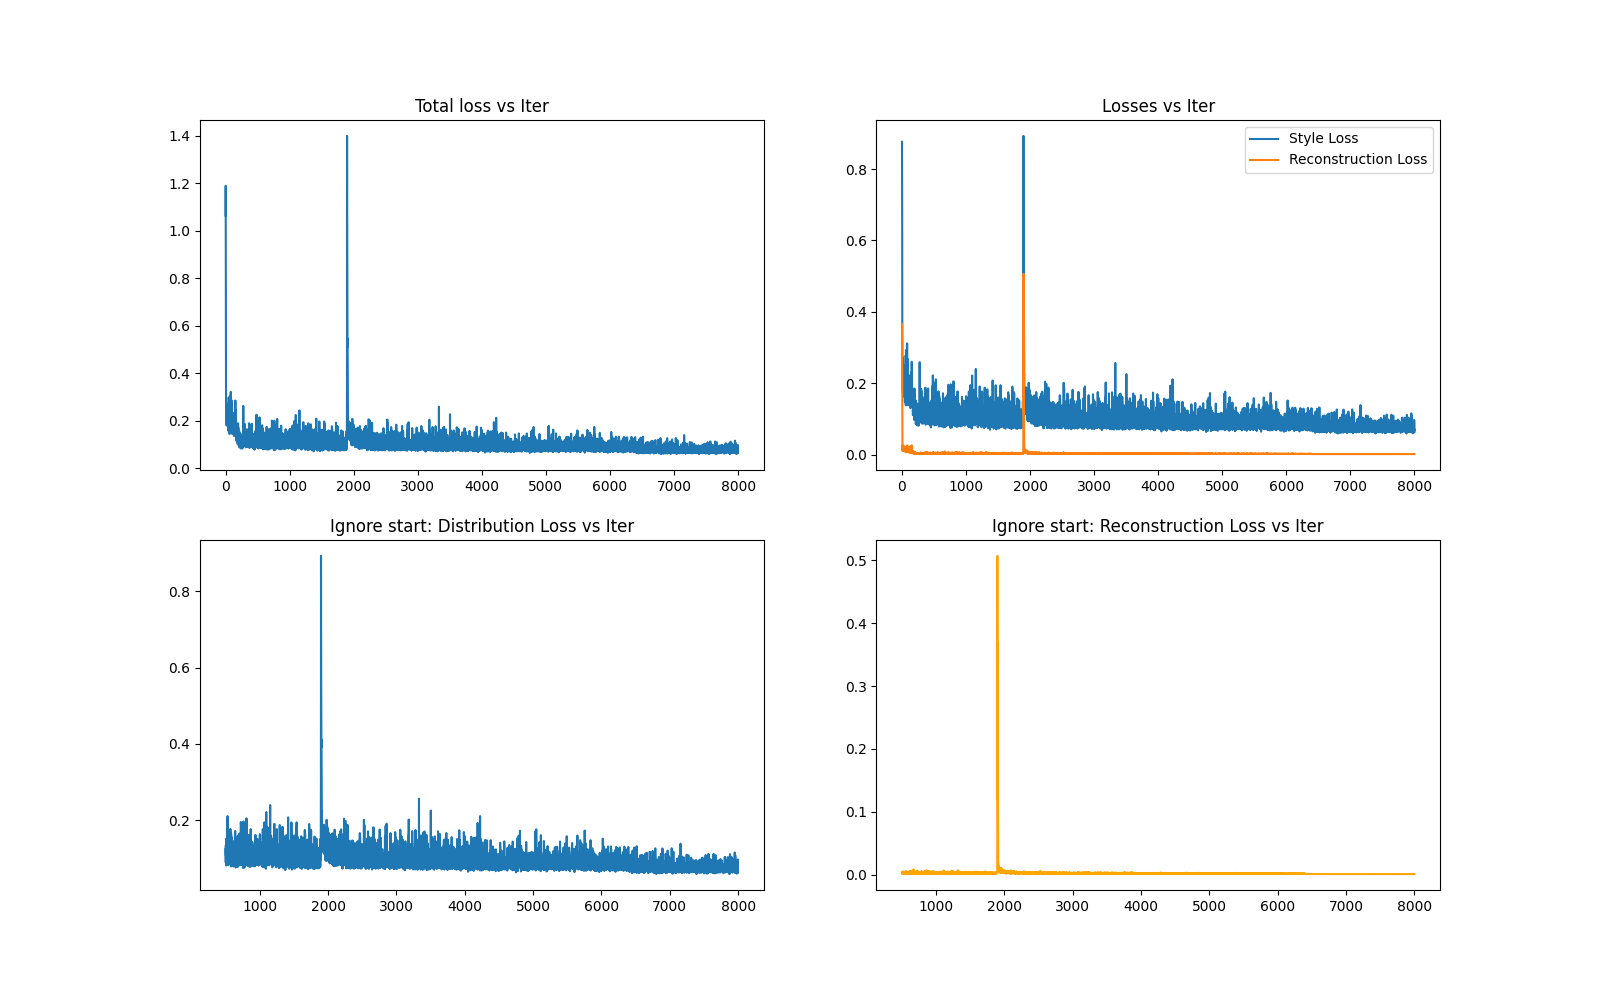 Total loss vs Iter
1.4
1.2
1.0
0.8
0.6
0.4
0.2
0.0
0 1000 2000 3000 4000 5000 6000 7000 8000
Losses vs Iter
Style Loss
Reconstruction Loss
0.8
0.6
0.4
0.2
0.0
0 1000 2000 3000 4000 5000 6000 7000 8000
Ignore start: Distribution Loss vs Iter
0.8
0.6
0.4
0.2
1000 2000 3000 4000 5000 6000 7000 8000
Ignore start: Reconstruction Loss vs Iter
0.5
0.4
0.3
0.2
0.1
0.0
1000 2000 3000 4000 5000 6000 7000 8000